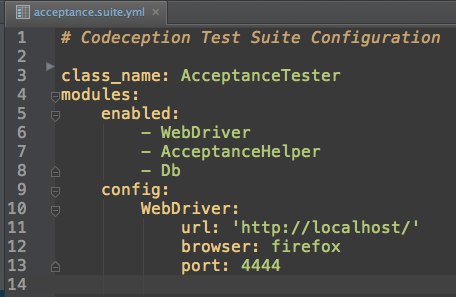 acceptance.suite.yml ×
1 # Codeception Test Suite Configuration
2
3 class_name: AcceptanceTester
4 modules:
5     enabled:
6         - WebDriver
7         - AcceptanceHelper
8         - Db
9     config:
10         WebDriver:
11             url: 'http://localhost/'
12             browser: firefox
13             port: 4444
14